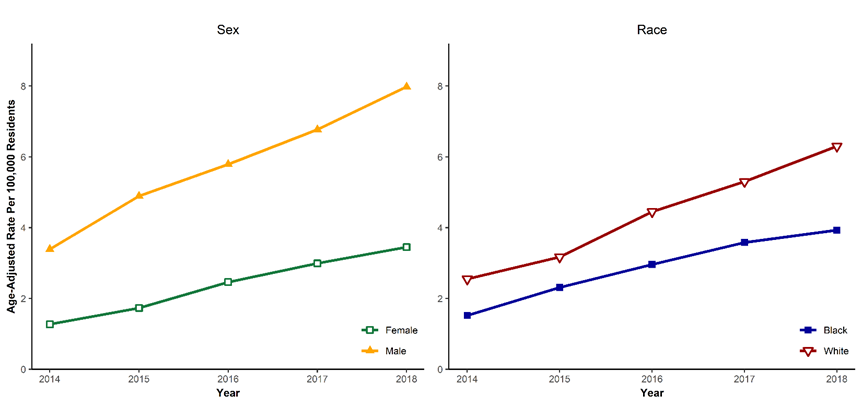 Sex
Age-Adjusted Rate Per 100,000 Residents
8
6
4
2
0
2014 2015 2016 2017 2018
Year
Female
Male
Race
8
6
4
2
0
2014 2015 2016 2017 2018
Year
Black
White